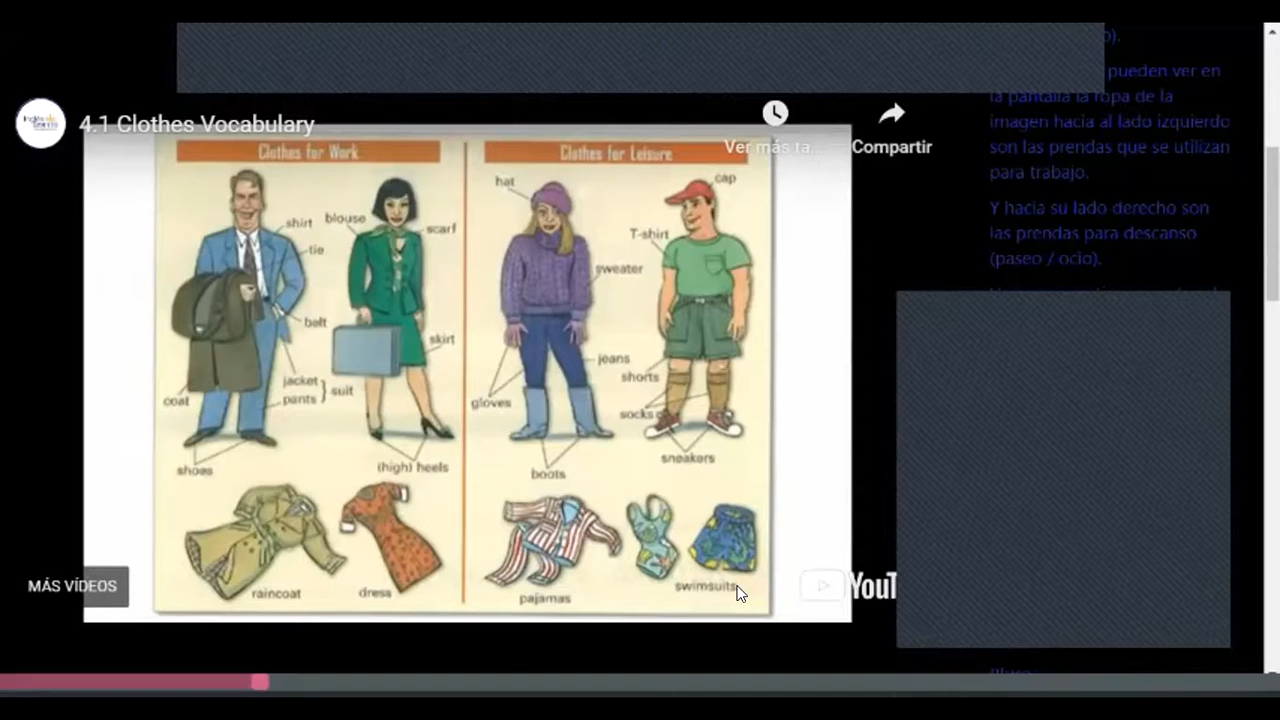 4.1 Clothes Vocabulary
Ver más ta...
Compartir
Clothes for Work
Clothes for Leisure
shirt
blouse
scarf
tie
belt
skirt
jacket
pants
suit
coat
shoes
(high) heels
raincoat
dress
hat
cap
T-shirt
sweater
jeans
shorts
gloves
socks
sneakers
boots
pajamas
swimsuits
MÁS VÍDEOS
YouT
o).
pueden ver en
la pantalla la ropa de la
imagen hacia al lado izquierdo
son las prendas que se utilizan
para trabajo.
Y hacia su lado derecho son
las prendas para descanso
(paseo / ocio).